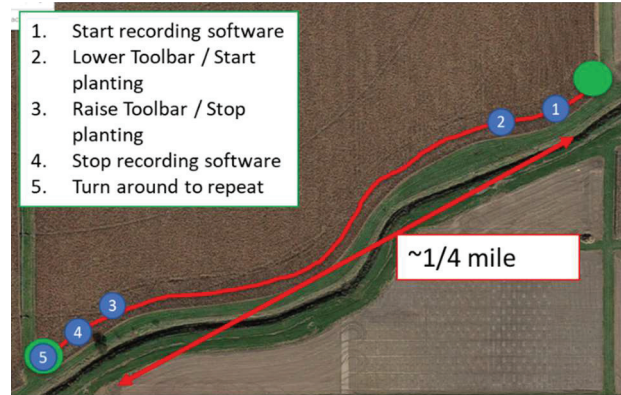 1. Start recording software
2. Lower Toolbar / Start
planting
3. Raise Toolbar / Stop
planting
4. Stop recording software
5. Turn around to repeat
1
2
~1/4 mile
3
4
5